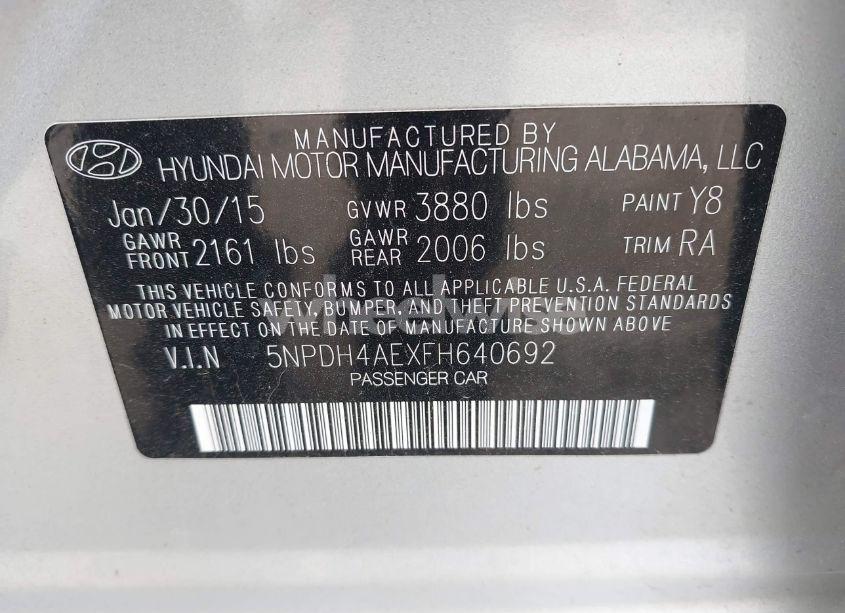 MANUFACTURED BY
HYUNDAI MOTOR MANUFACTURING ALABAMA, LLC
Jan/30/15 GVWR 3880 lbs PAINT Y8
GAWR FRONT 2161 lbs GAWR REAR 2006 lbs TRIM RA
THIS VEHICLE CONFORMS TO ALL APPLICABLE U.S.A. FEDERAL
MOTOR VEHICLE SAFETY, BUMPER, AND THEFT PREVENTION STANDARDS
IN EFFECT ON THE DATE OF MANUFACTURE SHOWN ABOVE
V.I.N 5NPDH4AEXFH640692
PASSENGER CAR